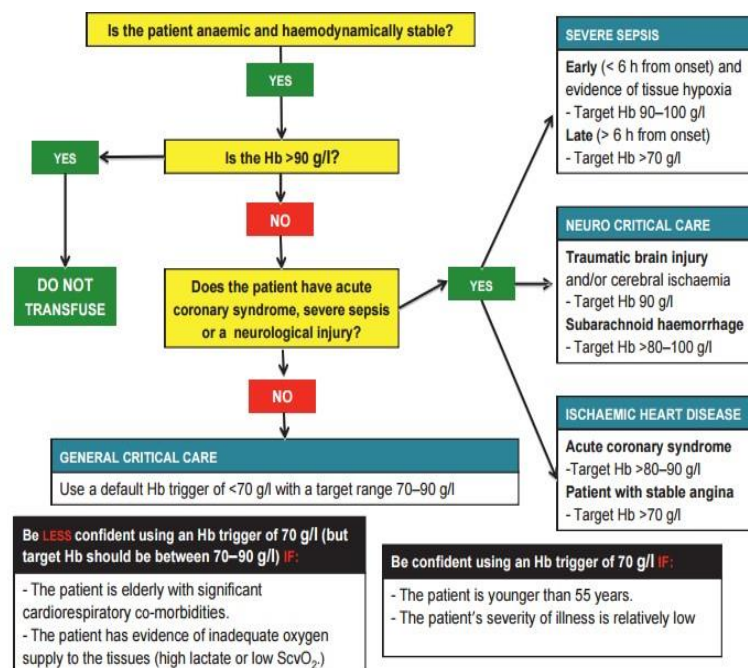 Is the patient anaemic and haemodynamically stable?
YES
Is the Hb >90 g/l?
YES
DO NOT
TRANSFUSE
NO
Does the patient have acute
coronary syndrome, severe sepsis
or a neurological injury?
YES
NO
GENERAL CRITICAL CARE
Use a default Hb trigger of <70 g/l with a target range 70–90 g/l
SEVERE SEPSIS
Early (< 6 h from onset) and
evidence of tissue hypoxia
- Target Hb 90–100 g/l
Late (> 6 h from onset)
- Target Hb >70 g/l
NEURO CRITICAL CARE
Traumatic brain injury
and/or cerebral ischaemia
- Target Hb 90 g/l
Subarachnoid haemorrhage
- Target Hb >80–100 g/l
ISCHAEMIC HEART DISEASE
Acute coronary syndrome
-Target Hb >80–90 g/l
Patient with stable angina
- Target Hb >70 g/l
Be LESS confident using an Hb trigger of 70 g/l (but
target Hb should be between 70–90 g/l) IF:
- The patient is elderly with significant
cardiorespiratory co-morbidities.
- The patient has evidence of inadequate oxygen
supply to the tissues (high lactate or low ScvO₂.)
Be confident using an Hb trigger of 70 g/l IF:
- The patient is younger than 55 years.
- The patient's severity of illness is relatively low